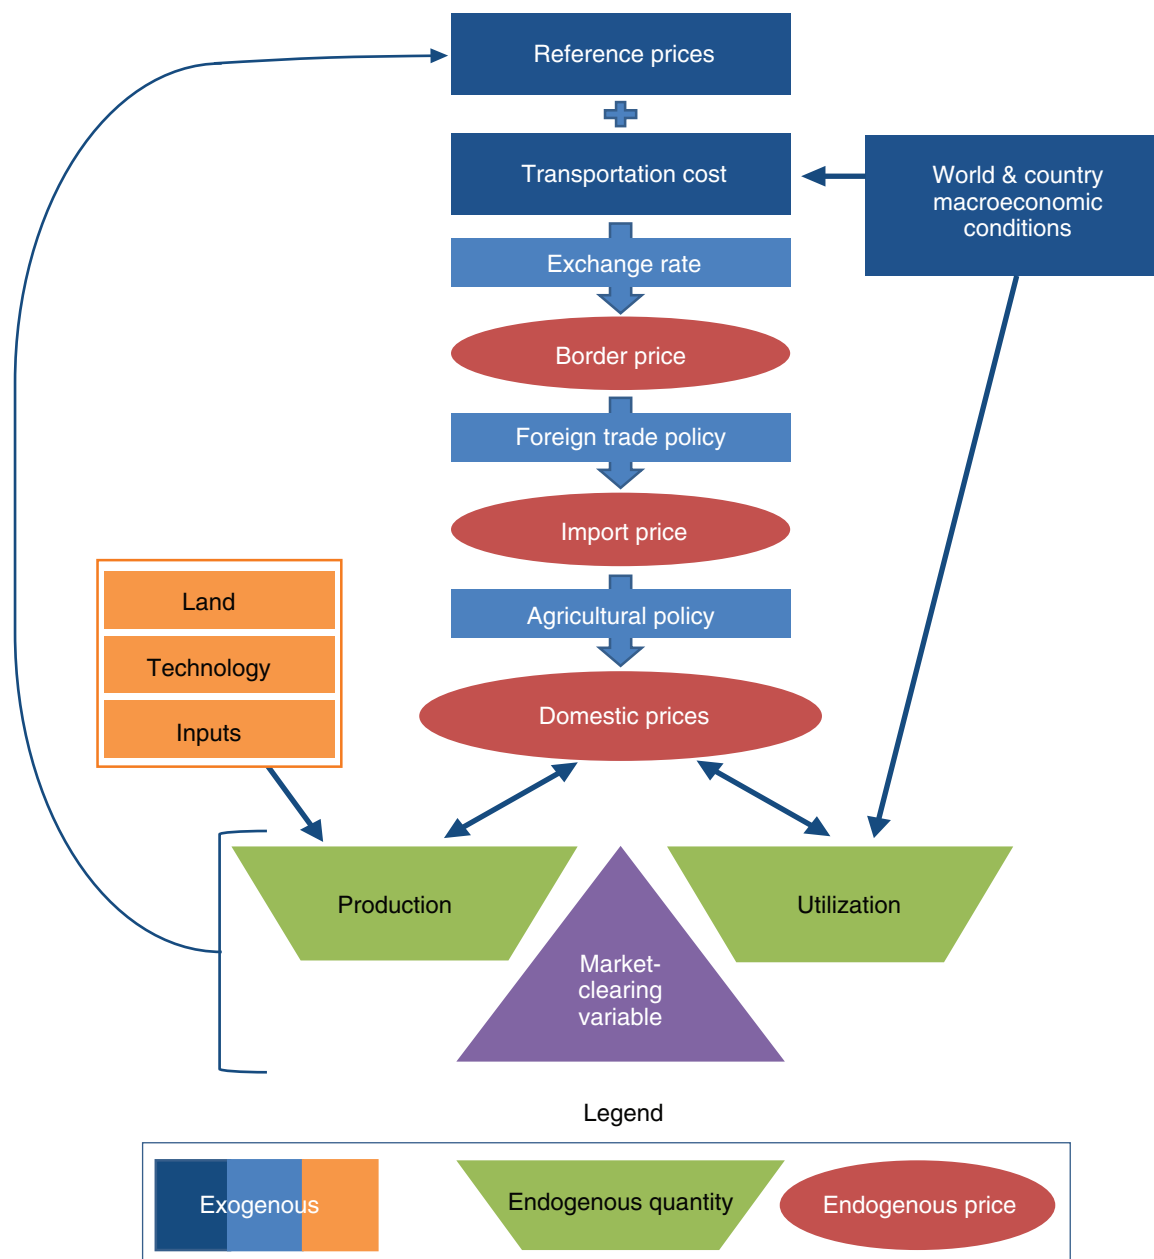 Reference prices
Transportation cost
World & country
macroeconomic
conditions
Exchange rate
Border price
Foreign trade policy
Import price
Land
Technology
Inputs
Agricultural policy
Domestic prices
Production
Utilization
Market-
clearing
variable
Legend
Exogenous
Endogenous quantity
Endogenous price